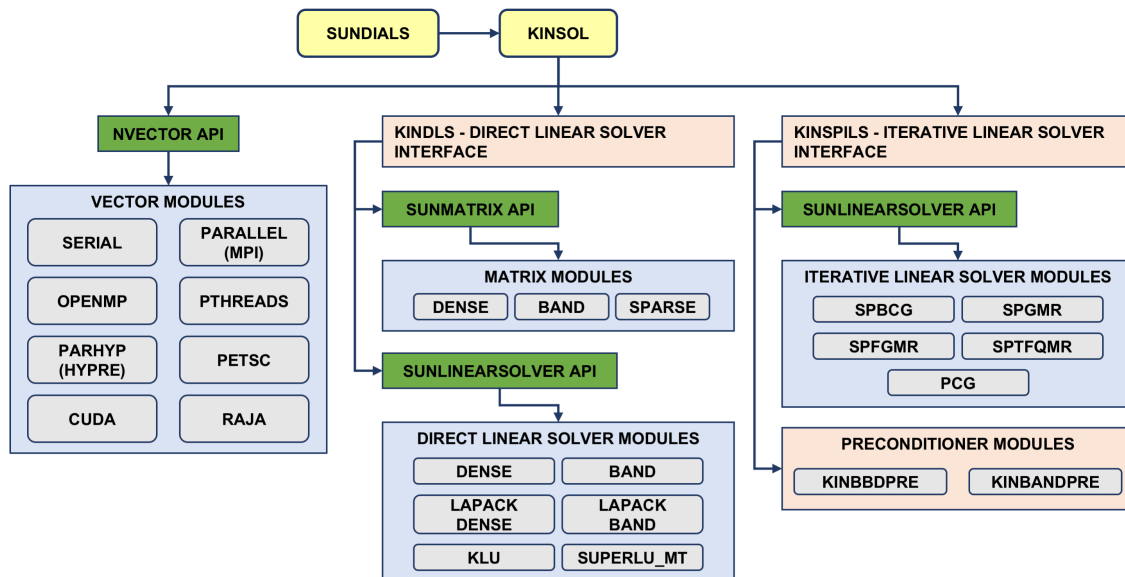 SUNDIALS
KINSOL
NVECTOR API
VECTOR MODULES
SERIAL
PARALLEL
(MPI)
OPENMP
PTHREADS
PARHYP
(HYPRE)
PETSC
CUDA
RAJA
KINDLS - DIRECT LINEAR SOLVER
INTERFACE
SUNMATRIX API
MATRIX MODULES
DENSE
BAND
SPARSE
SUNLINEARSOLVER API
DIRECT LINEAR SOLVER MODULES
DENSE
BAND
LAPACK
DENSE
LAPACK
BAND
KLU
SUPERLU_MT
KINSPILS - ITERATIVE LINEAR SOLVER
INTERFACE
SUNLINEARSOLVER API
ITERATIVE LINEAR SOLVER MODULES
SPBCG
SPGMR
SPFGMR
SPTFQMR
PCG
PRECONDITIONER MODULES
KINBBDPRE
KINBANDPRE